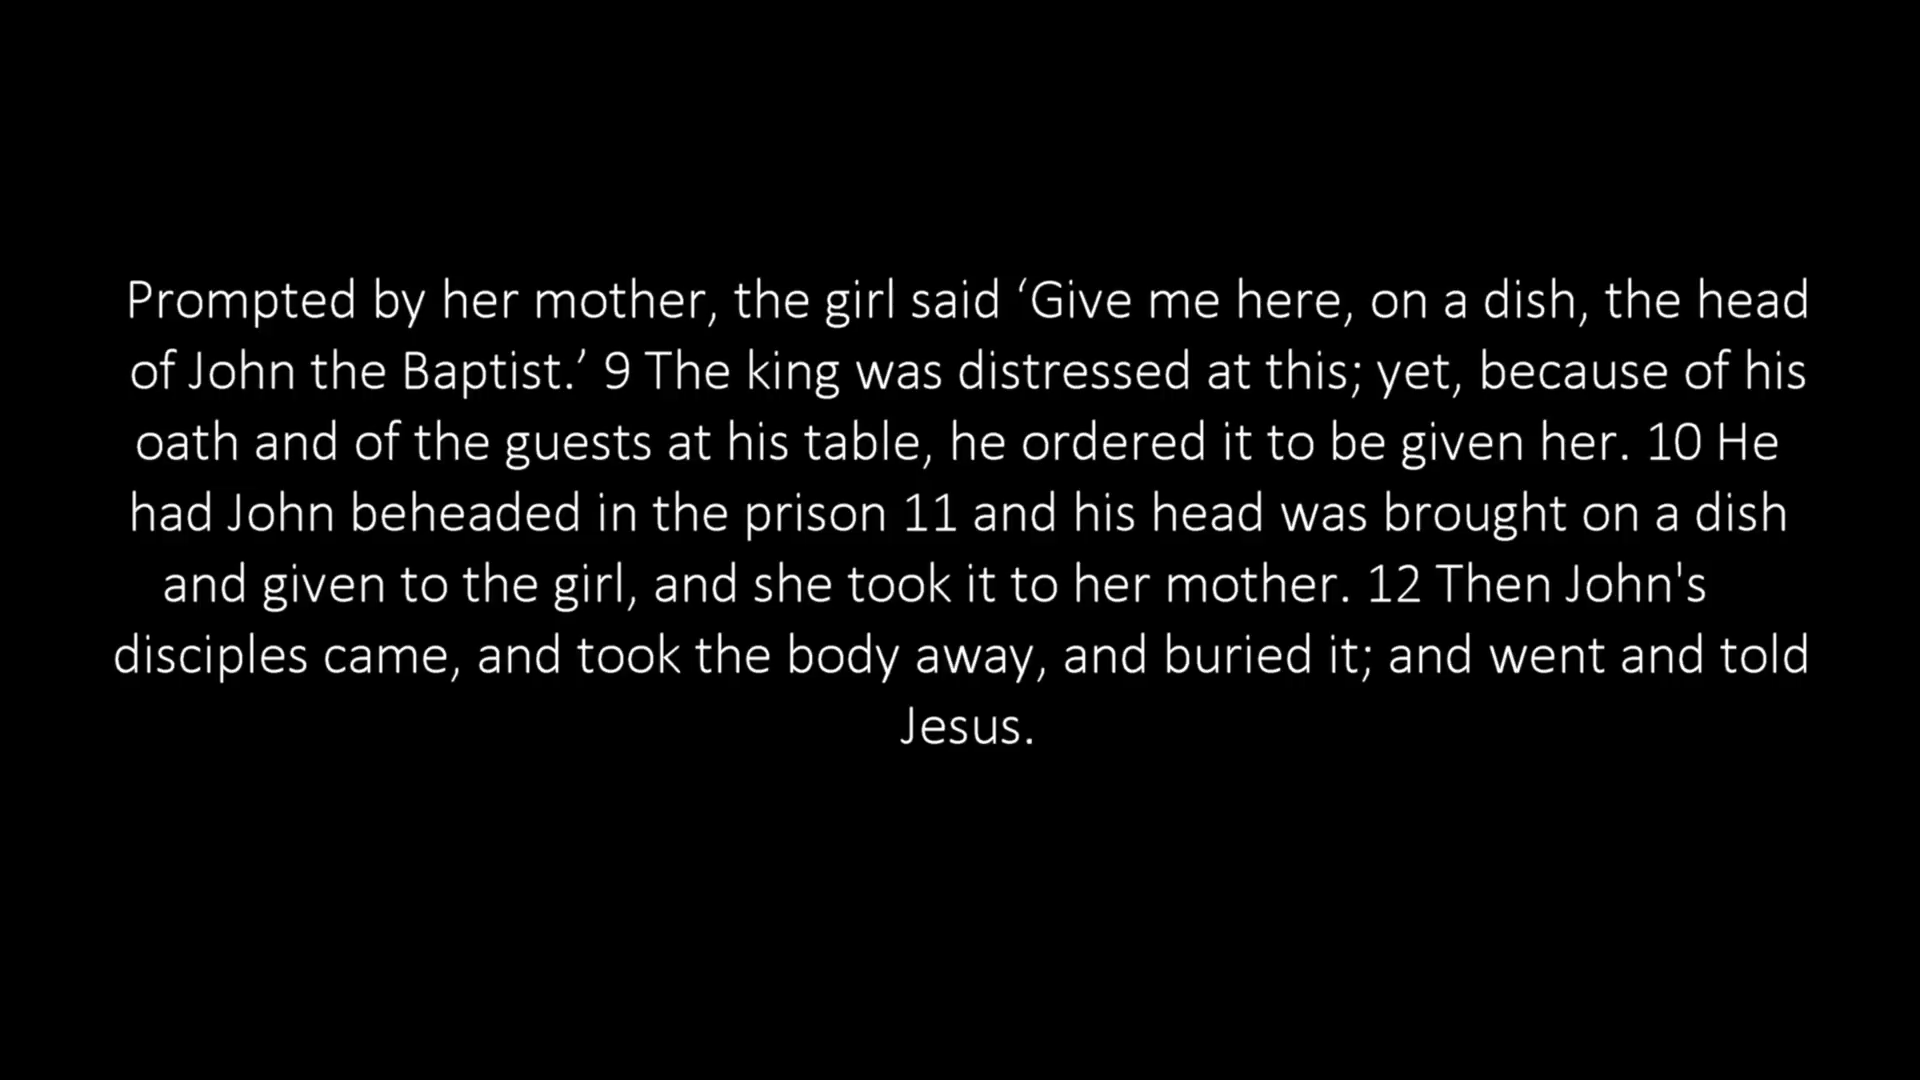 Prompted by her mother, the girl said ‘Give me here, on a dish, the head
of John the Baptist.’ 9 The king was distressed at this; yet, because of his
oath and of the guests at his table, he ordered it to be given her. 10 He
had John beheaded in the prison 11 and his head was brought on a dish
and given to the girl, and she took it to her mother. 12 Then John's
disciples came, and took the body away, and buried it; and went and told
Jesus.